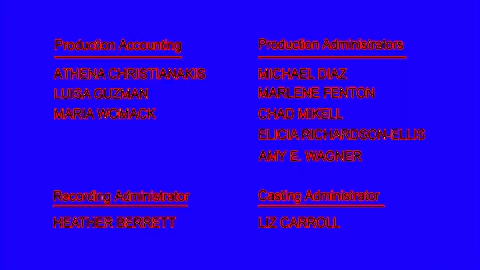 Production Accounting
ATHENA CHRISTIANAKIS
LUISA GUZMAN
MARIA WOMACK
Production Administrators
MICHAEL DIAZ
MARLENE FENTON
CHAD MIKELL
ELICIA RICHARDSON-ELLIS
AMY E. WAGNER
Recording Administrator
HEATHER BERRETT
Casting Administrator
LIZ CARROLL